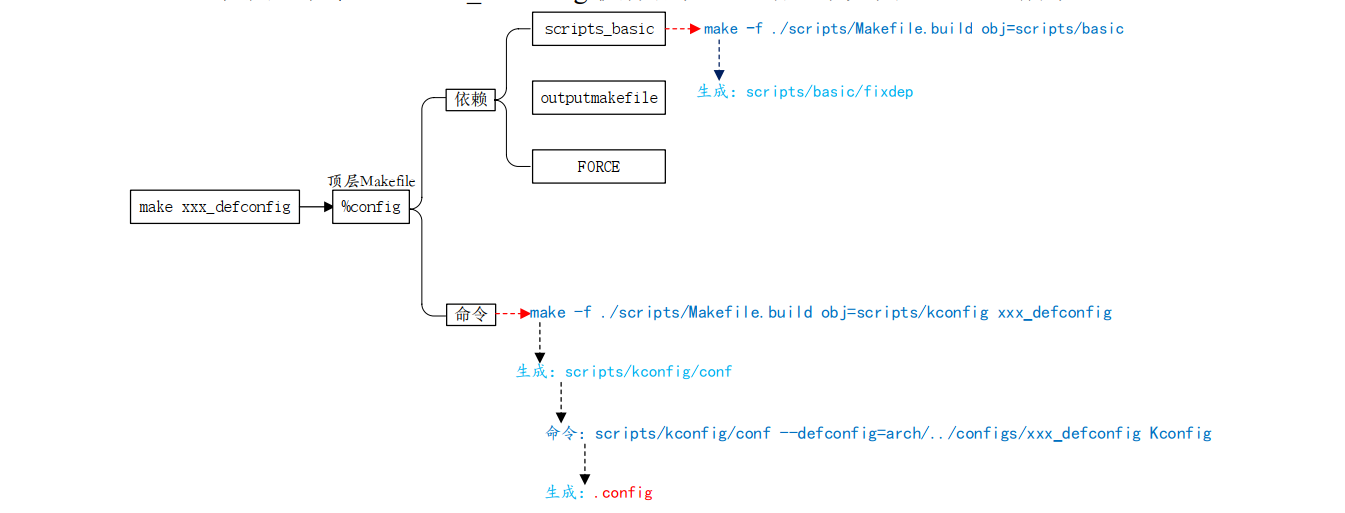 scripts_basic
make -f ./scripts/Makefile.build obj=scripts/basic
生成：scripts/basic/fixdep
依赖
outputmakefile
FORCE
顶层Makefile
make xxx_defconfig
%config
命令
make -f ./scripts/Makefile.build obj=scripts/kconfig xxx_defconfig
生成：scripts/kconfig/conf
命令：scripts/kconfig/conf --defconfig=arch/../configs/xxx_defconfig Kconfig
生成：.config